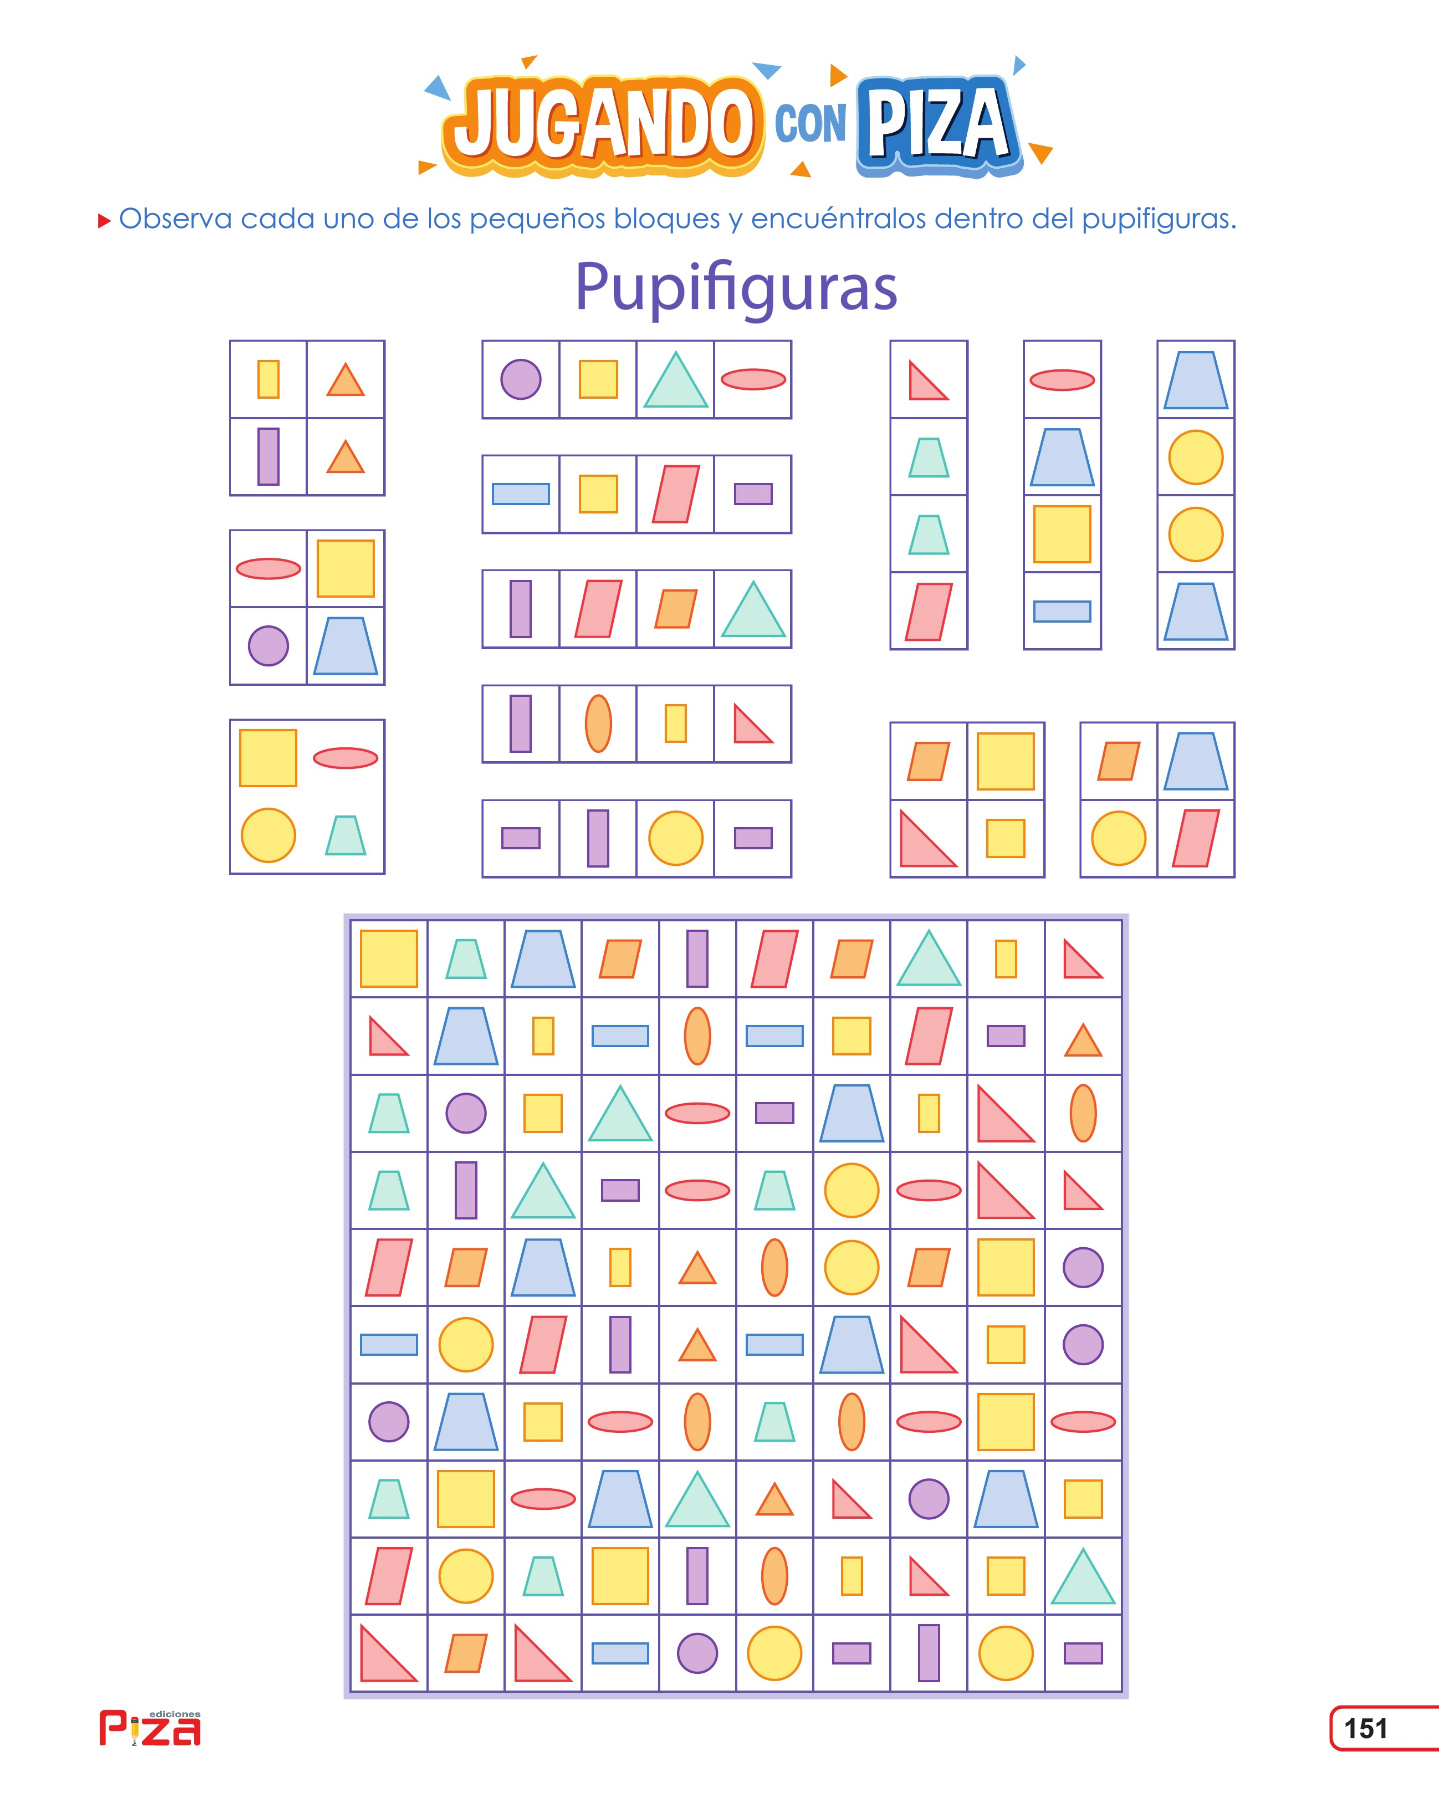 JUGANDO CON PIZA
Observa cada uno de los pequeños bloques y encuéntralos dentro del pupifiguras.
Pupifiguras
ediciones
Piza
151